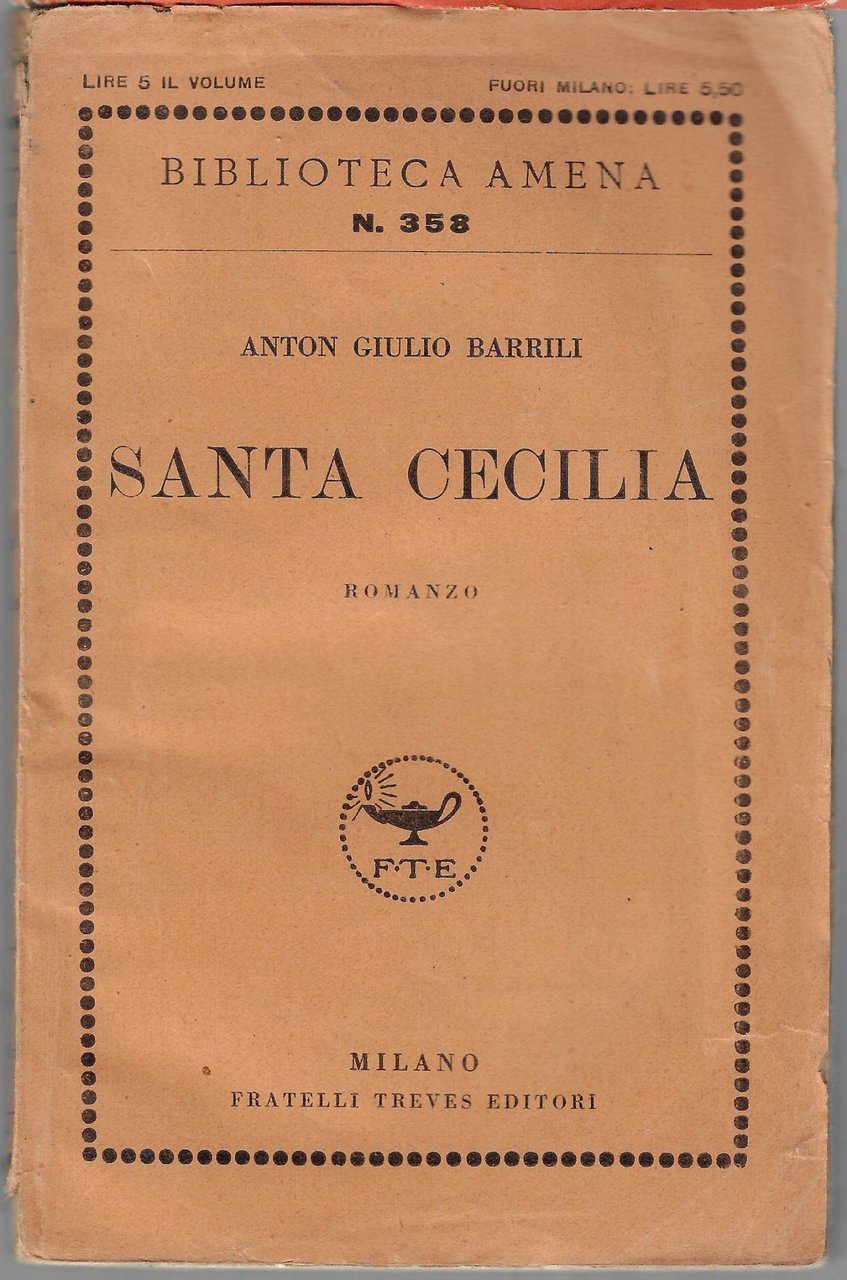 LIRE 5 IL VOLUME FUORI MILANO: LIRE 5,50
BIBLIOTECA AMENA
N. 358
ANTON GIULIO BARRILI
SANTA CECILIA
ROMANZO
F·T·E
MILANO
FRATELLI TREVES EDITORI